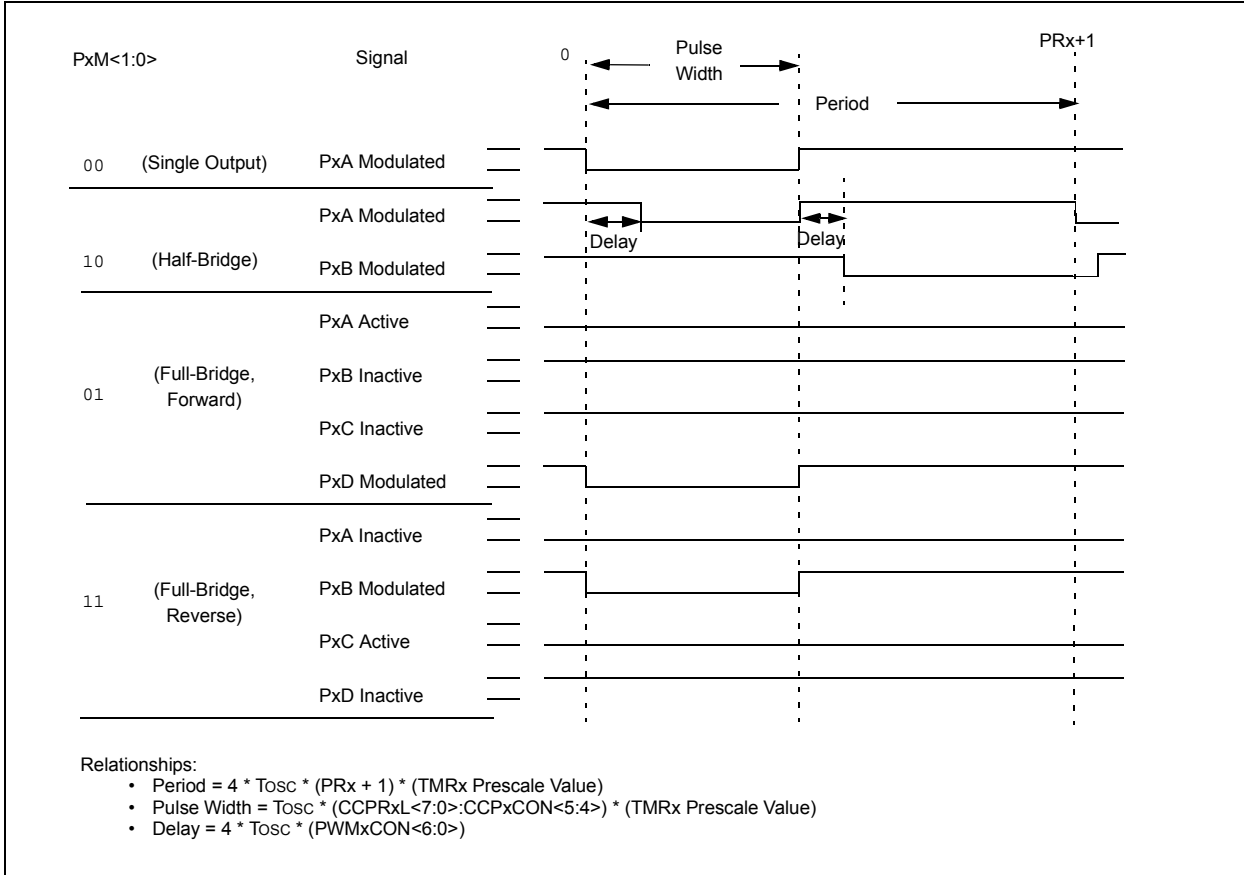 PxM<1:0>
Signal
0
Pulse
Width
PRx+1
Period
00 (Single Output) PxA Modulated
PxA Modulated
Delay
Delay
10 (Half-Bridge) PxB Modulated
PxA Active
01 (Full-Bridge,
Forward)
PxB Inactive
PxC Inactive
PxD Modulated
PxA Inactive
11 (Full-Bridge,
Reverse)
PxB Modulated
PxC Active
PxD Inactive
Relationships:
• Period = 4 * TOSC * (PRx + 1) * (TMRx Prescale Value)
• Pulse Width = TOSC * (CCPRxL<7:0>:CCPxCON<5:4>) * (TMRx Prescale Value)
• Delay = 4 * TOSC * (PWMxCON<6:0>)